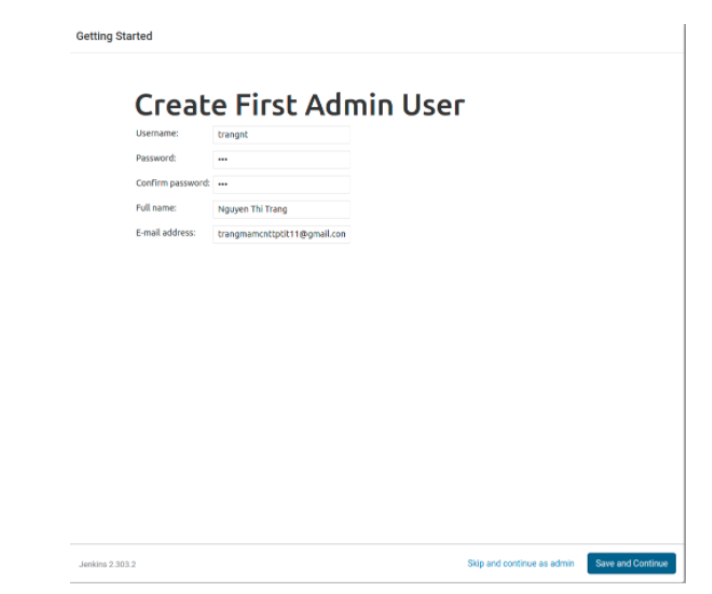 Getting Started
Create First Admin User
Username: trangnt
Password: •••
Confirm password: •••
Full name: Nguyen Thi Trang
E-mail address: trangmamcnttptit11@gmail.con
Jenkins 2.303.2 Skip and continue as admin Save and Continue